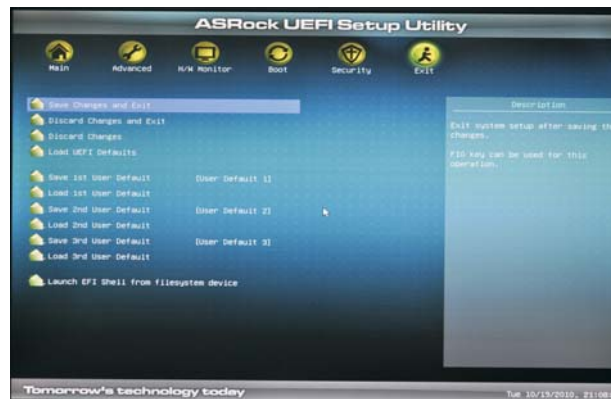 ASRock UEFI Setup Utility
Main Advanced H/W Monitor Boot Security Exit
Save Changes and Exit
Discard Changes and Exit
Discard Changes
Load UEFI Defaults
Save 1st User Default [User Default 1]
Load 1st User Default
Save 2nd User Default [User Default 2]
Load 2nd User Default
Save 3rd User Default [User Default 3]
Load 3rd User Default
Launch EFI Shell from filesystem device
Description
Exit system setup after saving th
changes.
F10 key can be used for this
operation.
Tomorrow's technology today
Tue 10/19/2010, 21:08